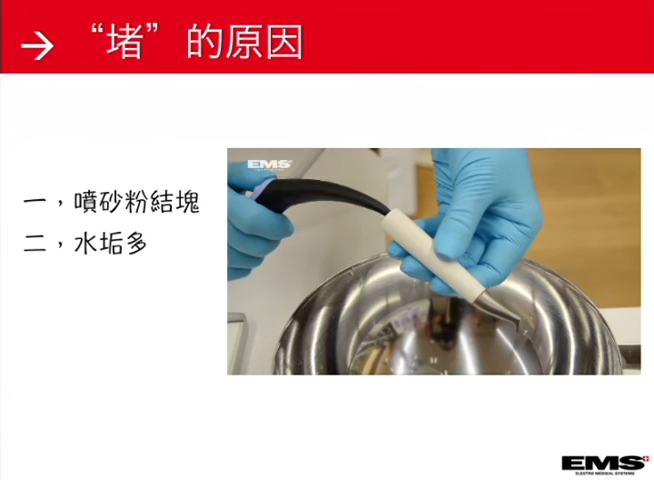 → “堵”的原因
一，噴砂粉結塊
二，水垢多
EMS
EMS
ELECTRO MEDICAL SYSTEMS